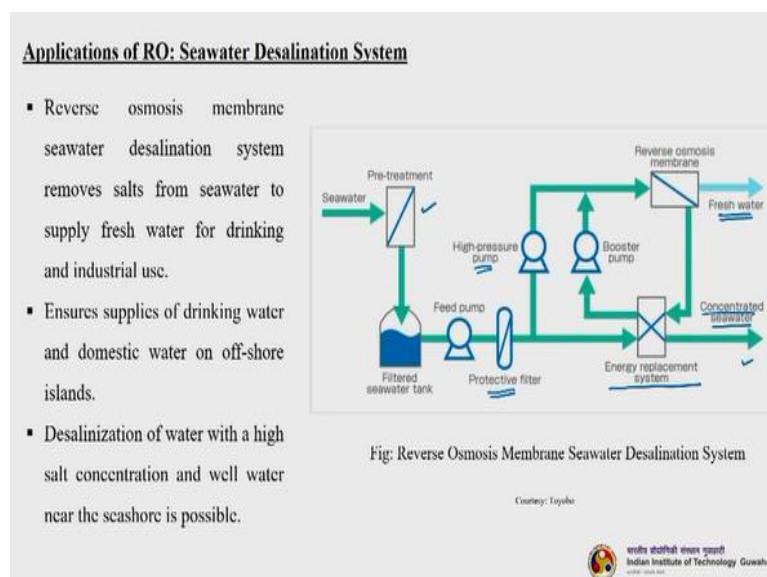 Applications of RO: Seawater Desalination System
▪ Reverse osmosis membrane
seawater desalination system
removes salts from seawater to
supply fresh water for drinking
and industrial use.
▪ Ensures supplies of drinking water
and domestic water on off-shore
islands.
▪ Desalinization of water with a high
salt concentration and well water
near the seashore is possible.
Reverse osmosis
membrane
Pre-treatment
Seawater
Fresh water
High-pressure
pump
Booster
pump
Feed pump
Concentrated
seawater
Filtered
seawater tank
Protective filter
Energy replacement
system
Fig: Reverse Osmosis Membrane Seawater Desalination System
Courtesy: Toyobo
भारतीय प्रौद्योगिकी संस्थान गुवाहाटी
Indian Institute of Technology Guwah